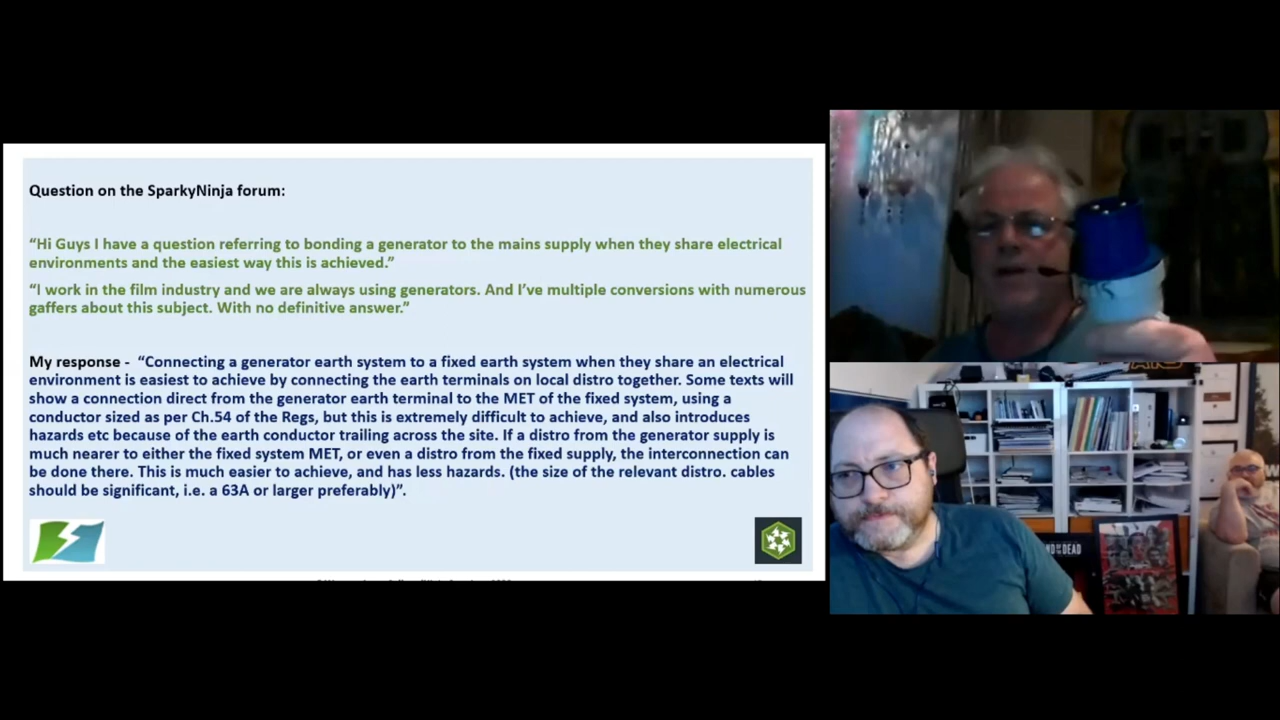 Question on the SparkyNinja forum:
“Hi Guys I have a question referring to bonding a generator to the mains supply when they share electrical
environments and the easiest way this is achieved.”
“I work in the film industry and we are always using generators. And I’ve multiple conversions with numerous
gaffers about this subject. With no definitive answer.”
My response - “Connecting a generator earth system to a fixed earth system when they share an electrical
environment is easiest to achieve by connecting the earth terminals on local distro together. Some texts will
show a connection direct from the generator earth terminal to the MET of the fixed system, using a
conductor sized as per Ch.54 of the Regs, but this is extremely difficult to achieve, and also introduces
hazards etc because of the earth conductor trailing across the site. If a distro from the generator supply is
much nearer to either the fixed system MET, or even a distro from the fixed supply, the interconnection can
be done there. This is much easier to achieve, and has less hazards. (the size of the relevant distro. cables
should be significant, i.e. a 63A or larger preferably)”.
DEAD